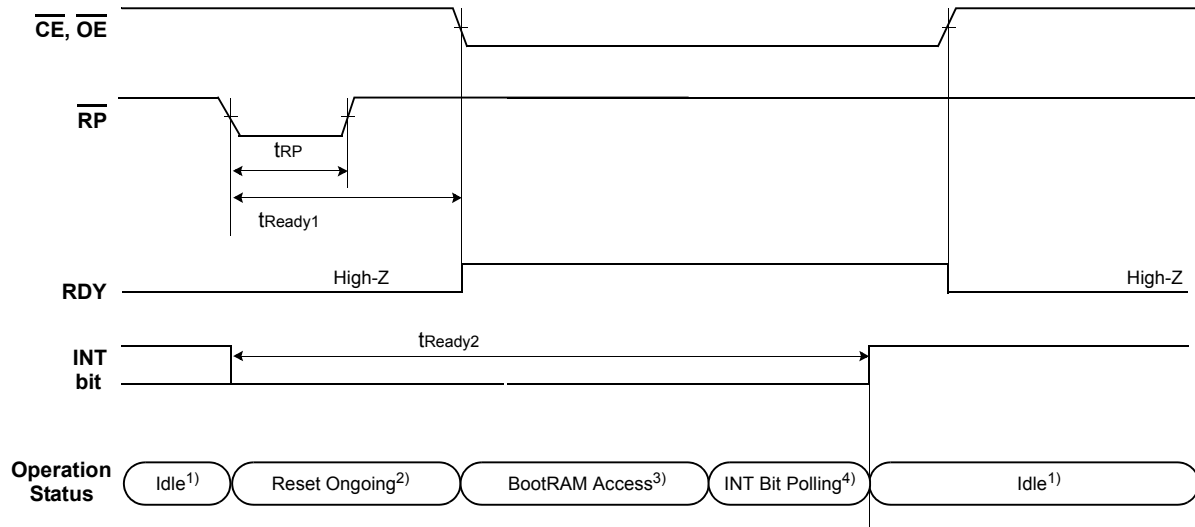 CE, OE
RP
tRP
tReady1
High-Z
High-Z
RDY
tReady2
INT
bit
Operation
Status
Idle1)
Reset Ongoing2)
BootRAM Access3)
INT Bit Polling4)
Idle1)